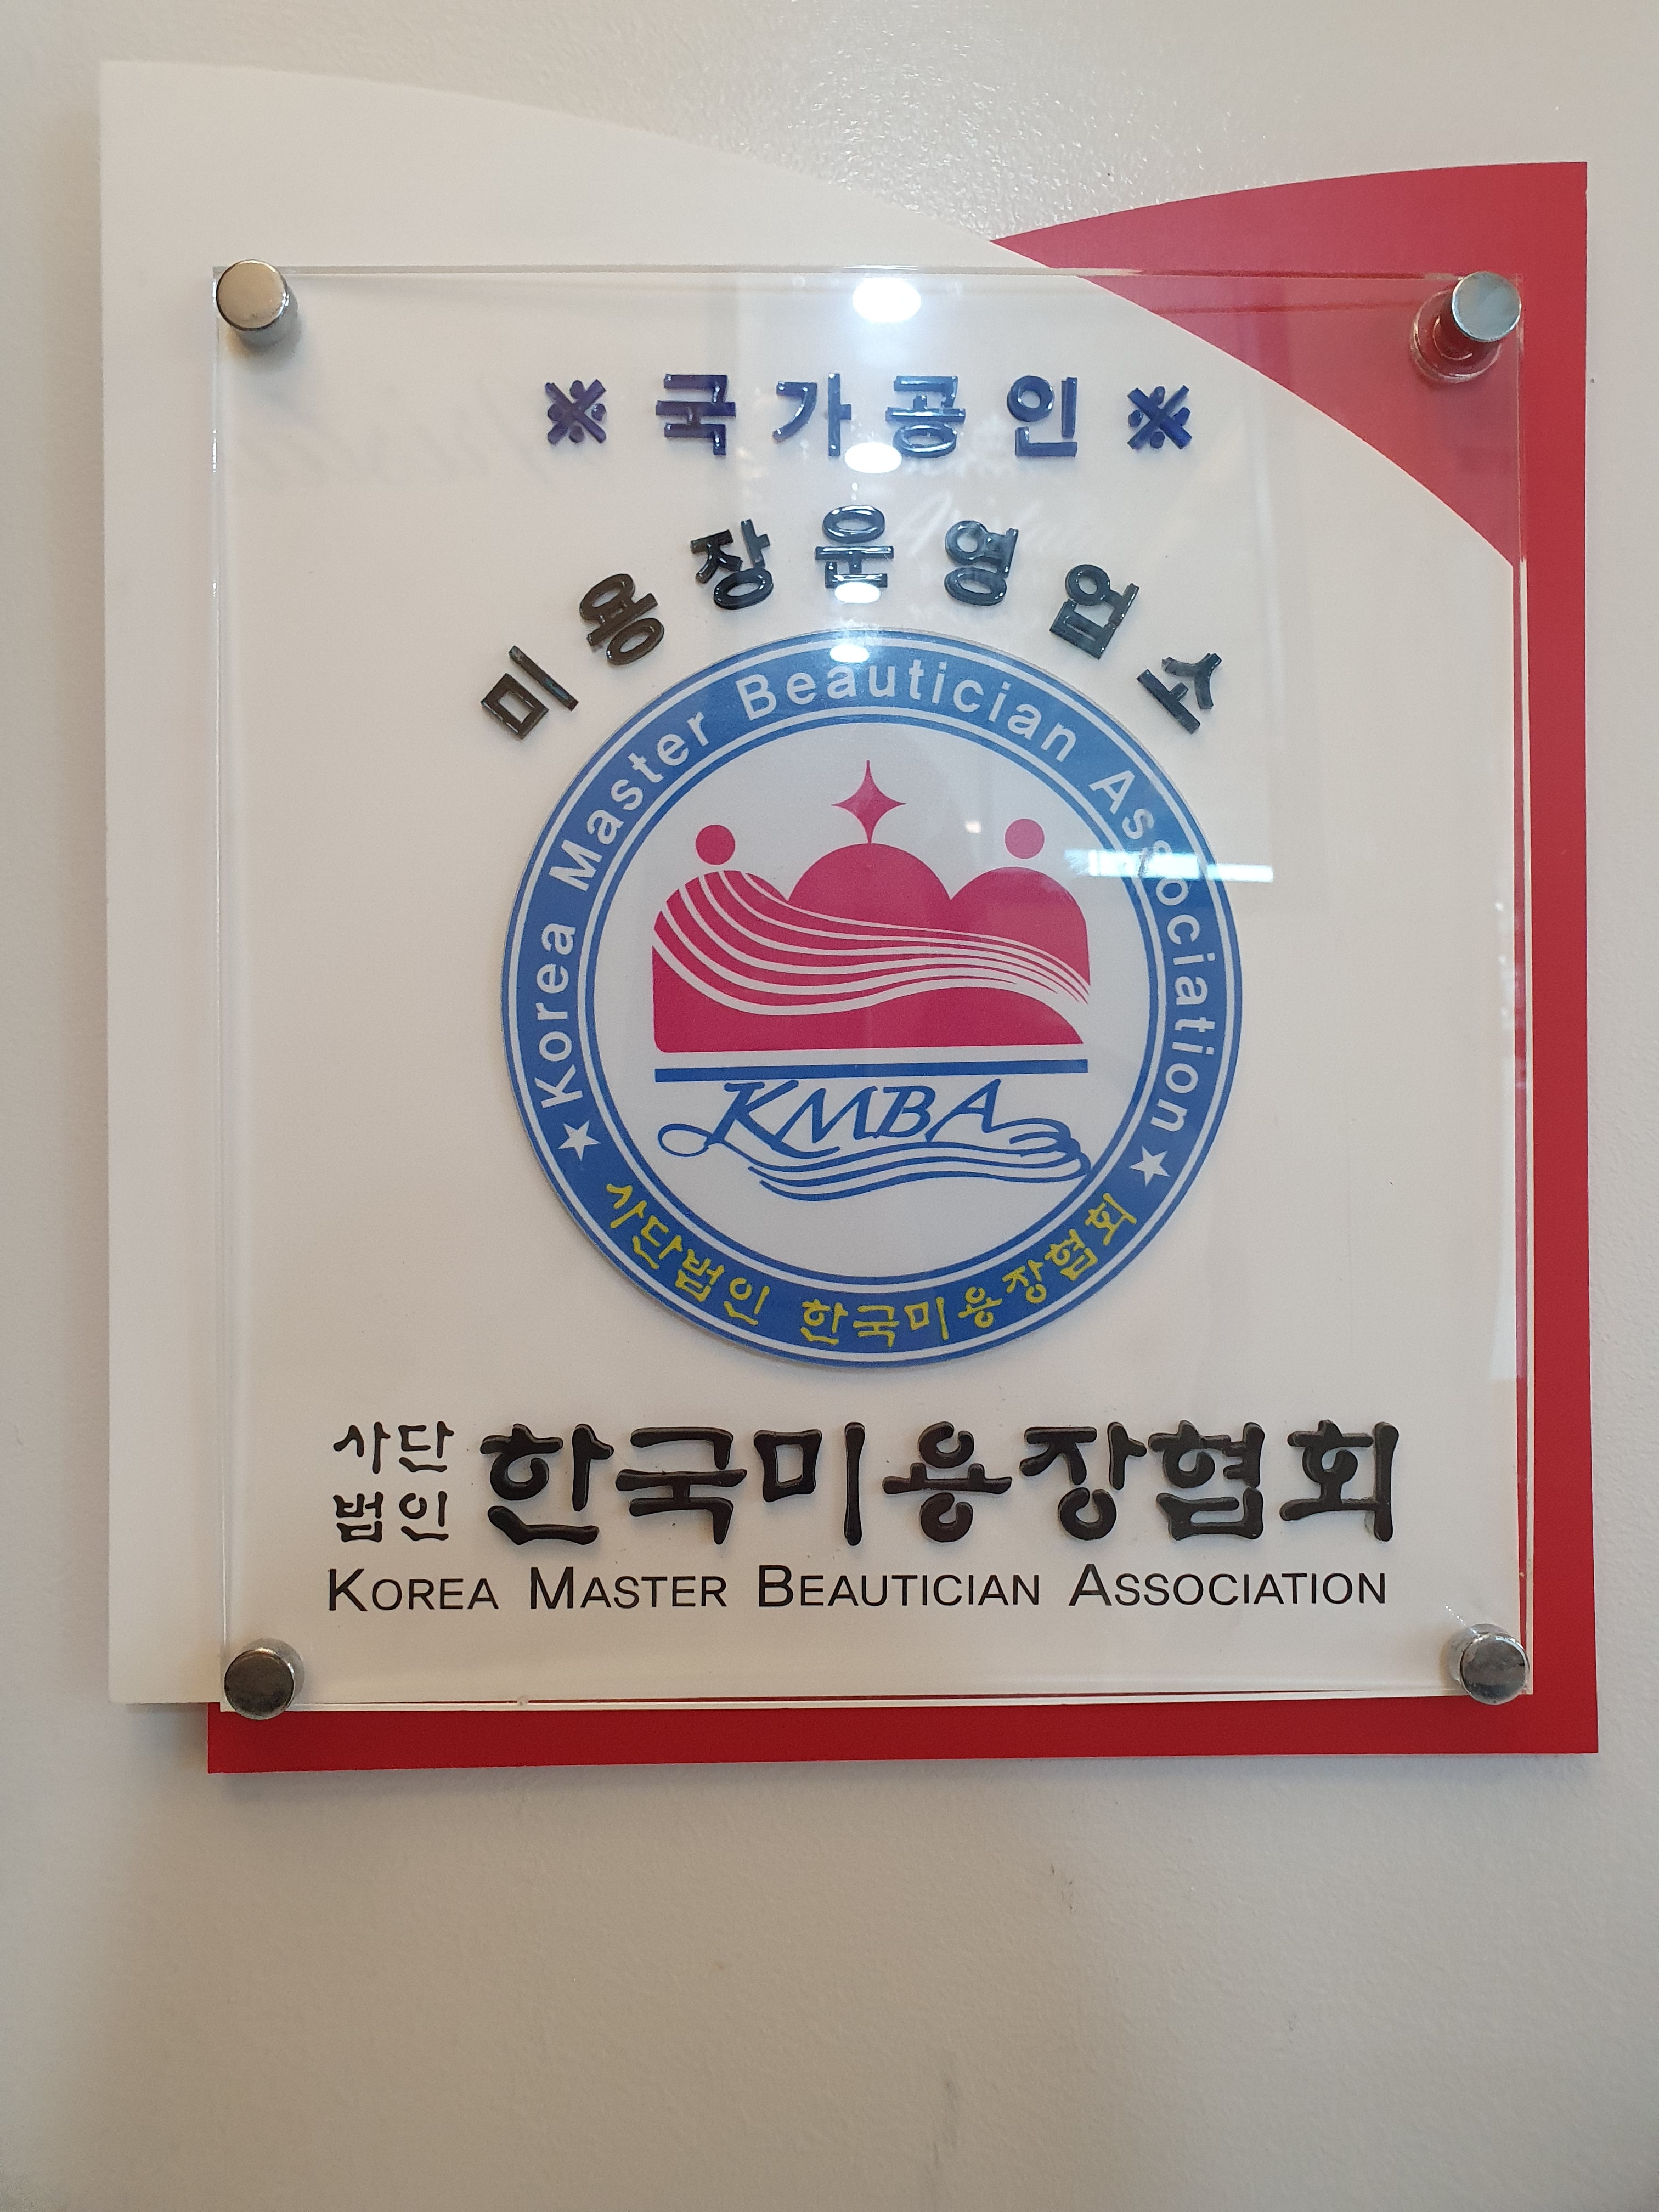 ※국가공인※
미용장운영업소
Korea Master Beautician Association
KMBA
★사단법인 한국미용장협회★
사단
법인
한국미용장협회
KOREA MASTER BEAUTICIAN ASSOCIATION